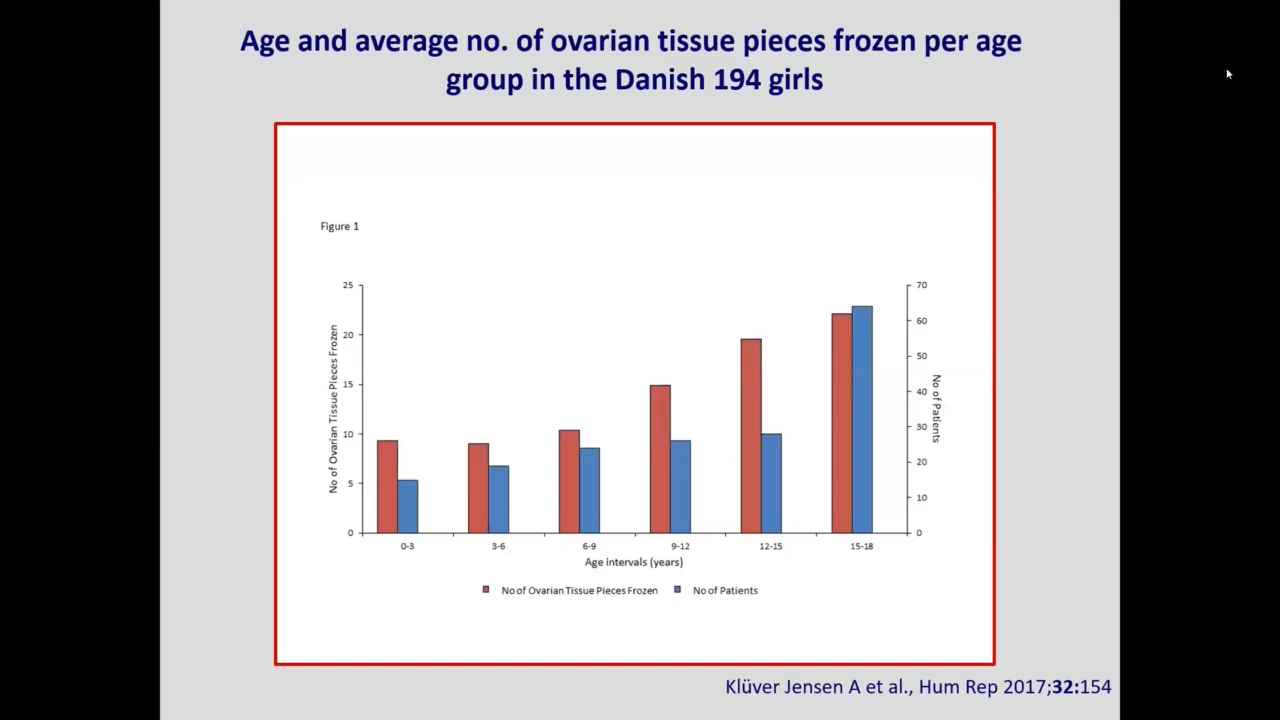 Age and average no. of ovarian tissue pieces frozen per age
group in the Danish 194 girls
Figure 1
25
20
15
10
5
0
No of Ovarian Tissue Pieces Frozen
70
60
50
40
30
20
10
0
No of Patients
0-3 3-6 6-9 9-12 12-15 15-18
Age intervals (years)
No of Ovarian Tissue Pieces Frozen No of Patients
Klüver Jensen A et al., Hum Rep 2017;32:154